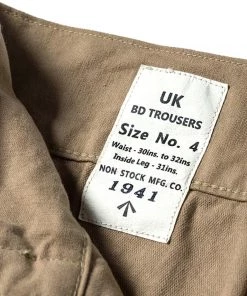 UK
BD TROUSERS
Size No. 4
Waist - 30ins. to 32ins
Inside Leg - 31ins.
NON STOCK MFG. CO.
1941